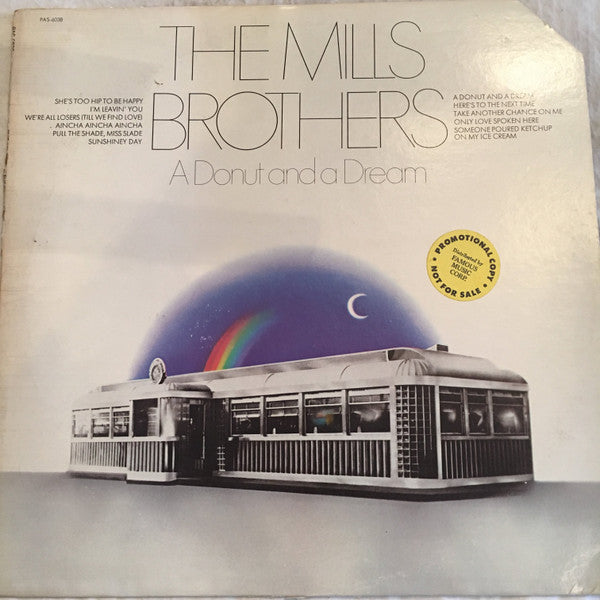 PAS-6038
THE MILLS
BROTHERS
A Donut and a Dream
SHE'S TOO HIP TO BE HAPPY
I'M LEAVIN' YOU
WE'RE ALL LOSERS (TILL WE FIND LOVE)
AINCHA AINCHA AINCHA
PULL THE SHADE, MISS SLADE
SUNSHINEY DAY
A DONUT AND A DREAM
HERE'S TO THE NEXT TIME
TAKE ANOTHER CHANCE ON ME
ONLY LOVE SPOKEN HERE
SOMEONE POURED KETCHUP
ON MY ICE CREAM
PROMOTIONAL COPY
Distributed by
FAMOUS
MUSIC
CORP.
NOT FOR SALE